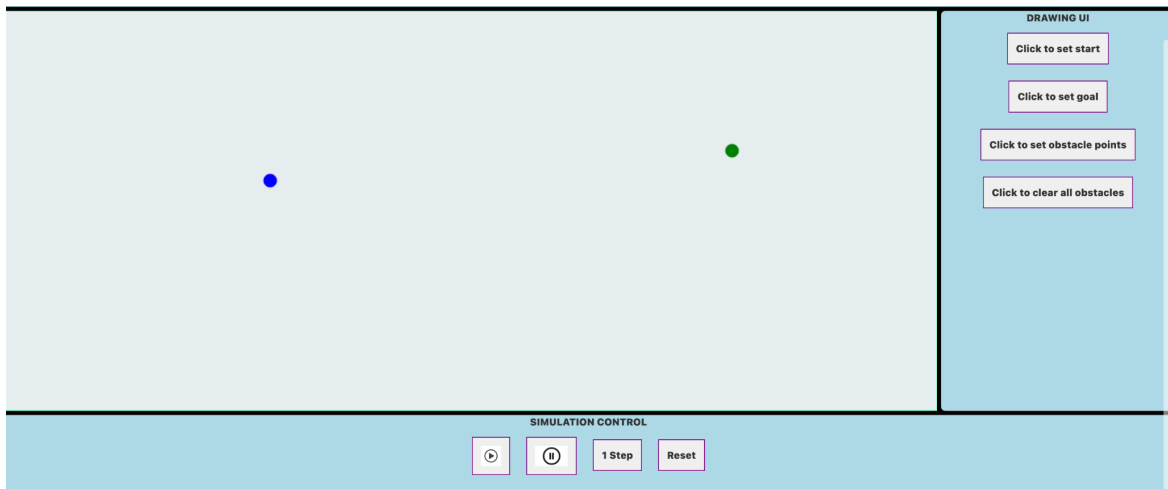 DRAWING UI
Click to set start
Click to set goal
Click to set obstacle points
Click to clear all obstacles
SIMULATION CONTROL
1 Step
Reset